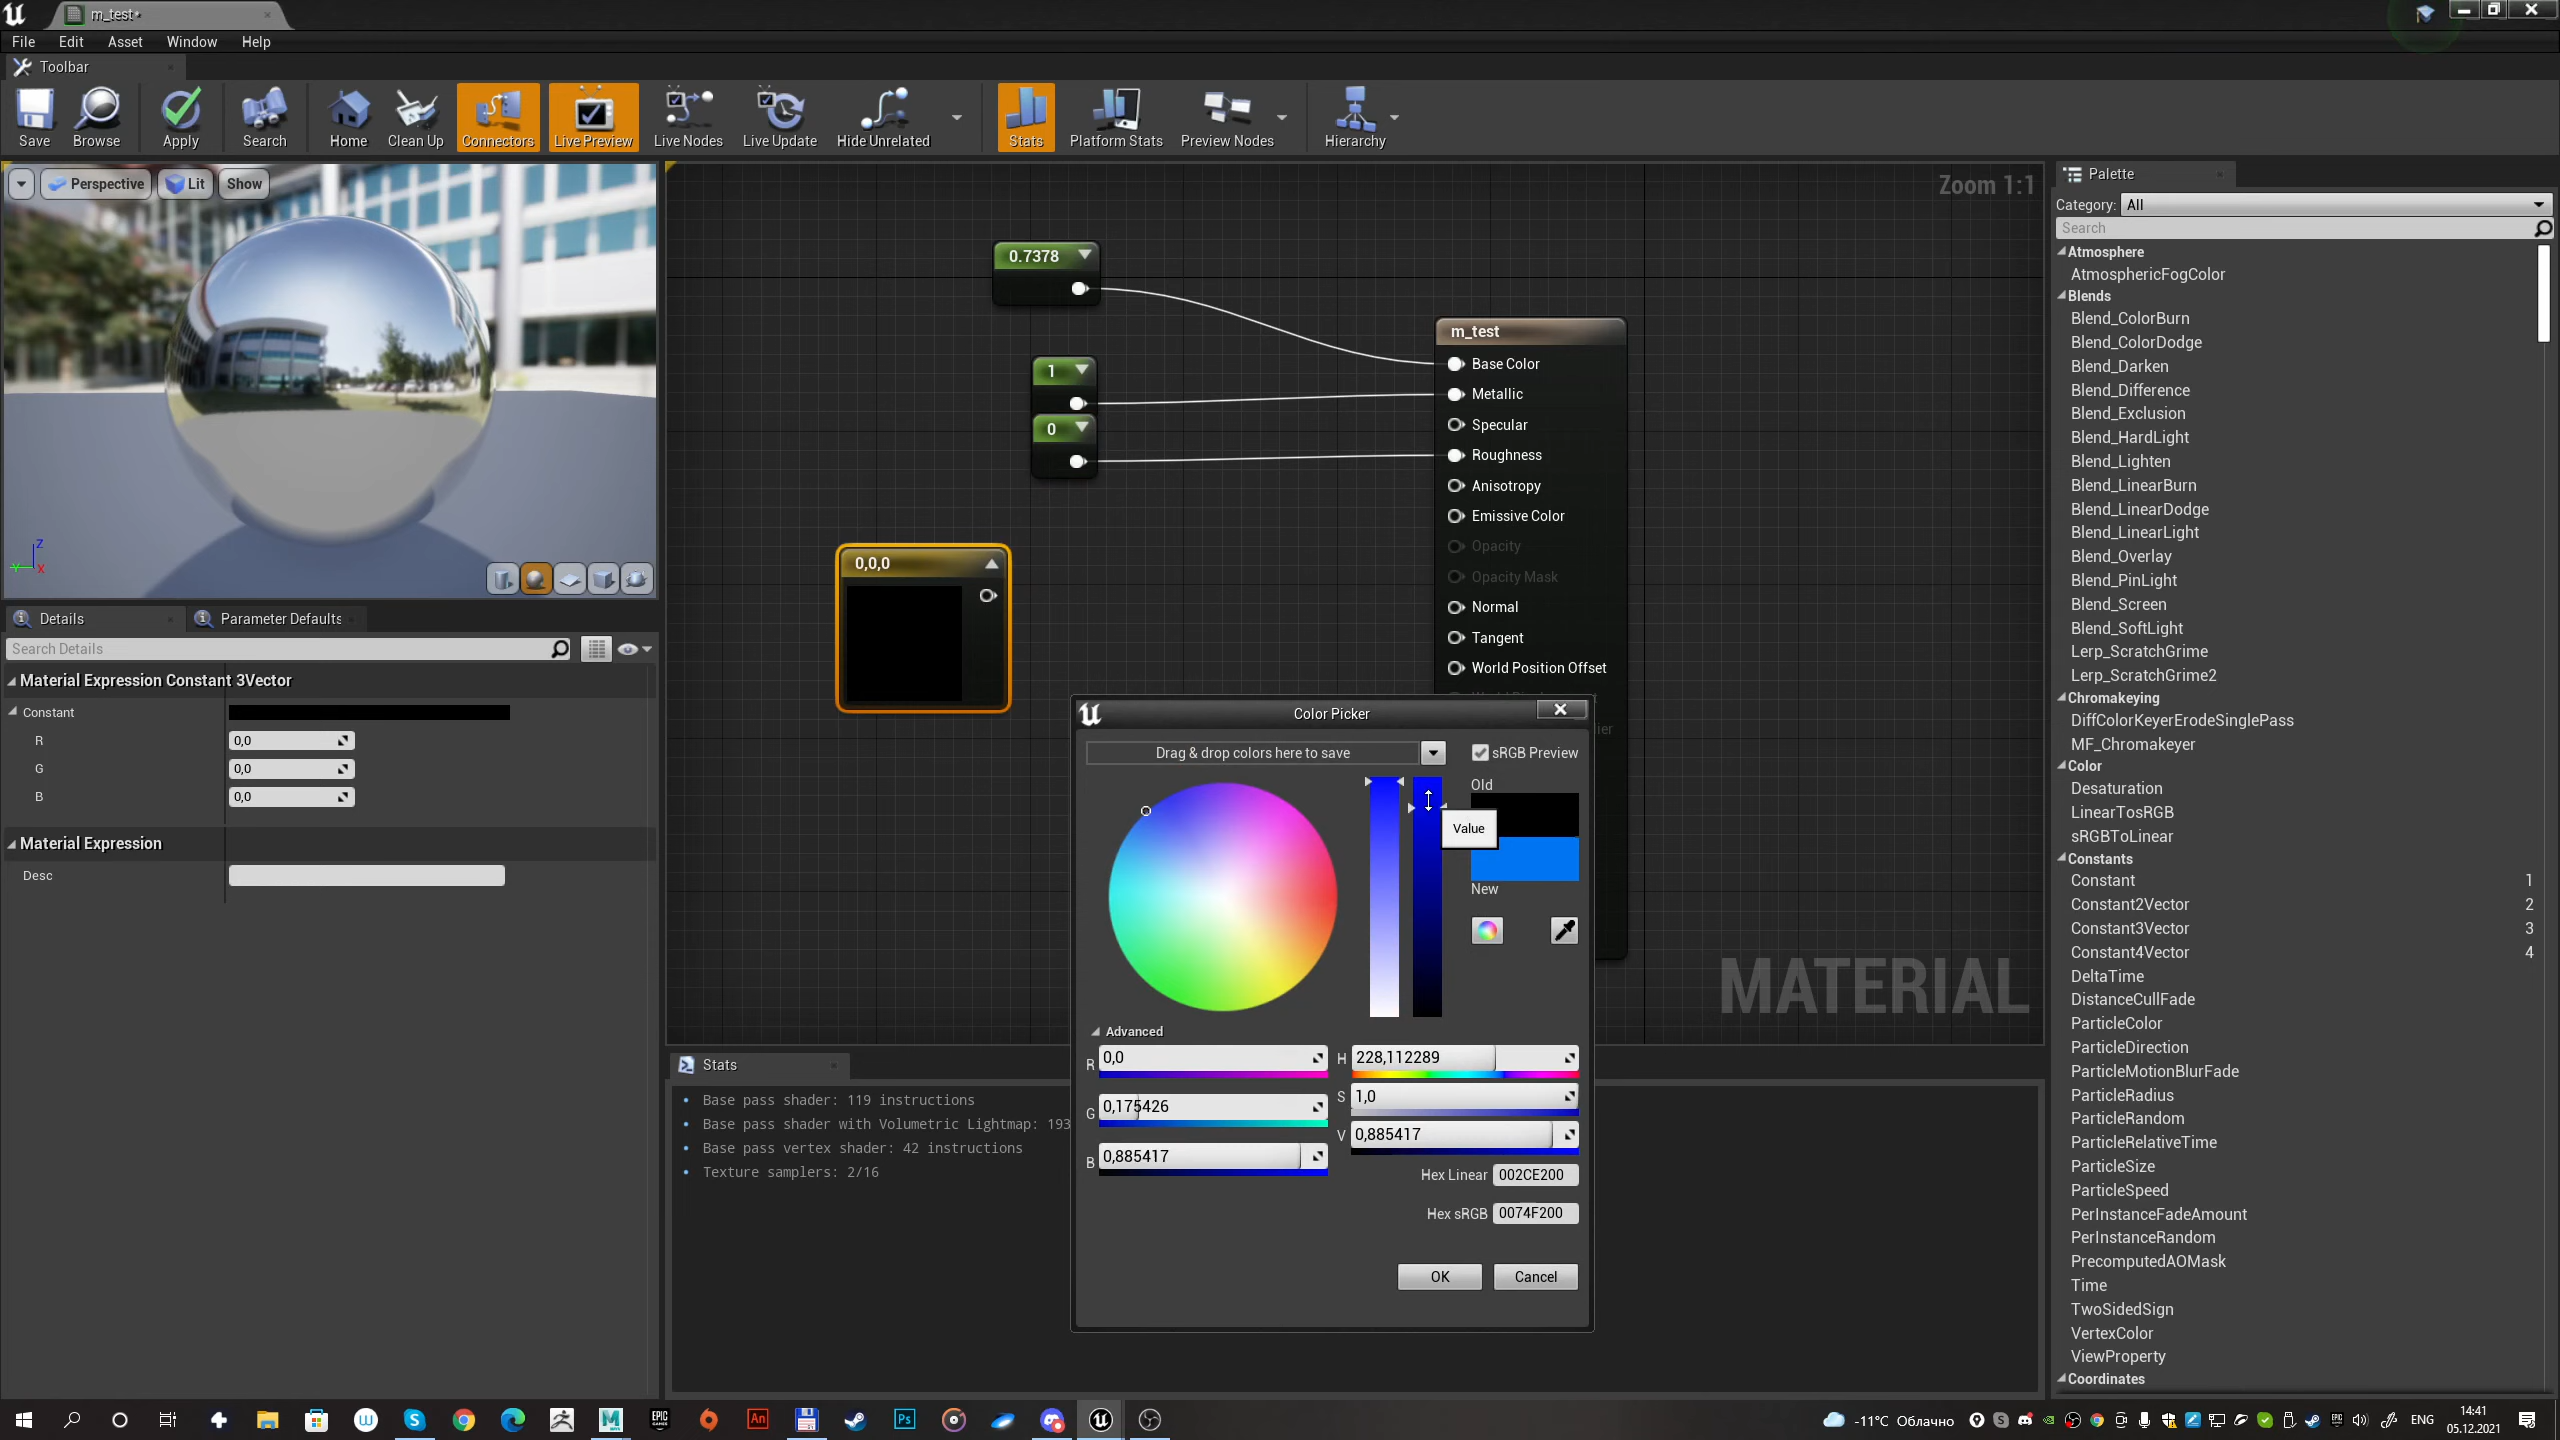 m_test*
File Edit Asset Window Help
Toolbar
Save Browse Apply Search Home Clean Up Connectors Live Preview Live Nodes Live Update Hide Unrelated Stats Platform Stats Preview Nodes Hierarchy
Perspective Lit Show
Zoom 1:1
0.7378
1
0
m_test
Base Color
Metallic
Specular
Roughness
Anisotropy
Emissive Color
Opacity
Opacity Mask
Normal
Tangent
World Position Offset
0,0,0
MATERIAL
Z
Y
X
Details Parameter Defaults
Search Details
Material Expression Constant 3Vector
Constant
R 0,0
G 0,0
B 0,0
Material Expression
Desc
Color Picker
Drag & drop colors here to save
sRGB Preview
Old
Value
New
Advanced
R 0,0
H 228,112289
G 0,175426
S 1,0
B 0,885417
V 0,885417
Hex Linear 002CE200
Hex sRGB 0074F200
OK Cancel
Stats
Base pass shader: 119 instructions
Base pass shader with Volumetric Lightmap: 193
Base pass vertex shader: 42 instructions
Texture samplers: 2/16
Palette
Category: All
Search
Atmosphere
AtmosphericFogColor
Blends
Blend_ColorBurn
Blend_ColorDodge
Blend_Darken
Blend_Difference
Blend_Exclusion
Blend_HardLight
Blend_Lighten
Blend_LinearBurn
Blend_LinearDodge
Blend_LinearLight
Blend_Overlay
Blend_PinLight
Blend_Screen
Blend_SoftLight
Lerp_ScratchGrime
Lerp_ScratchGrime2
Chromakeying
DiffColorKeyerErodeSinglePass
MF_Chromakeyer
Color
Desaturation
LinearTosRGB
sRGBToLinear
Constants
Constant 1
Constant2Vector 2
Constant3Vector 3
Constant4Vector 4
DeltaTime
DistanceCullFade
ParticleColor
ParticleDirection
ParticleMotionBlurFade
ParticleRadius
ParticleRandom
ParticleRelativeTime
ParticleSize
ParticleSpeed
PerInstanceFadeAmount
PerInstanceRandom
PrecomputedAOMask
Time
TwoSidedSign
VertexColor
ViewProperty
Coordinates
An
Ps
-11°C Облачно
ENG
14:41
05.12.2021